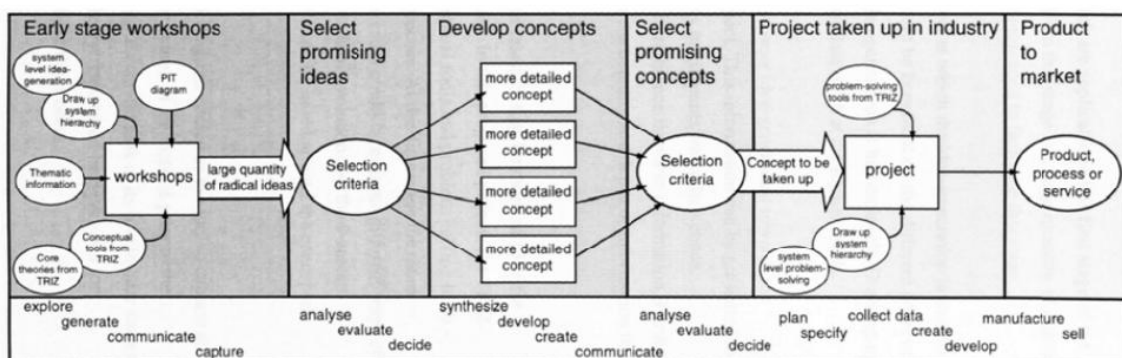 Early stage workshops
Select
promising
ideas
Develop concepts
Select
promising
concepts
Project taken up in industry
Product
to
market
system
level idea-
generation
Draw up
system
hierarchy
PIT
diagram
Thematic
information
workshops
Conceptual
tools from
TRIZ
Core
theories from
TRIZ
large quantity
of radical ideas
Selection
criteria
more detailed
concept
more detailed
concept
more detailed
concept
more detailed
concept
Selection
criteria
Concept to be
taken up
problem-solving
tools from TRIZ
project
Draw up
system
hierarchy
system
level problem-
solving
Product,
process or
service
explore
generate
communicate
capture
analyse
evaluate
decide
synthesize
develop
create
communicate
analyse
evaluate
decide
plan
specify
collect data
create
develop
manufacture
sell